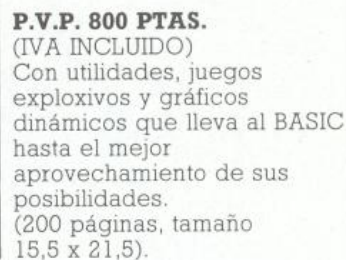 P.V.P. 800 PTAS.
(IVA INCLUIDO)
Con utilidades, juegos
exploxivos y gráficos
dinámicos que lleva al BASIC
hasta el mejor
aprovechamiento de sus
posibilidades.
(200 páginas, tamaño
15,5 x 21,5).